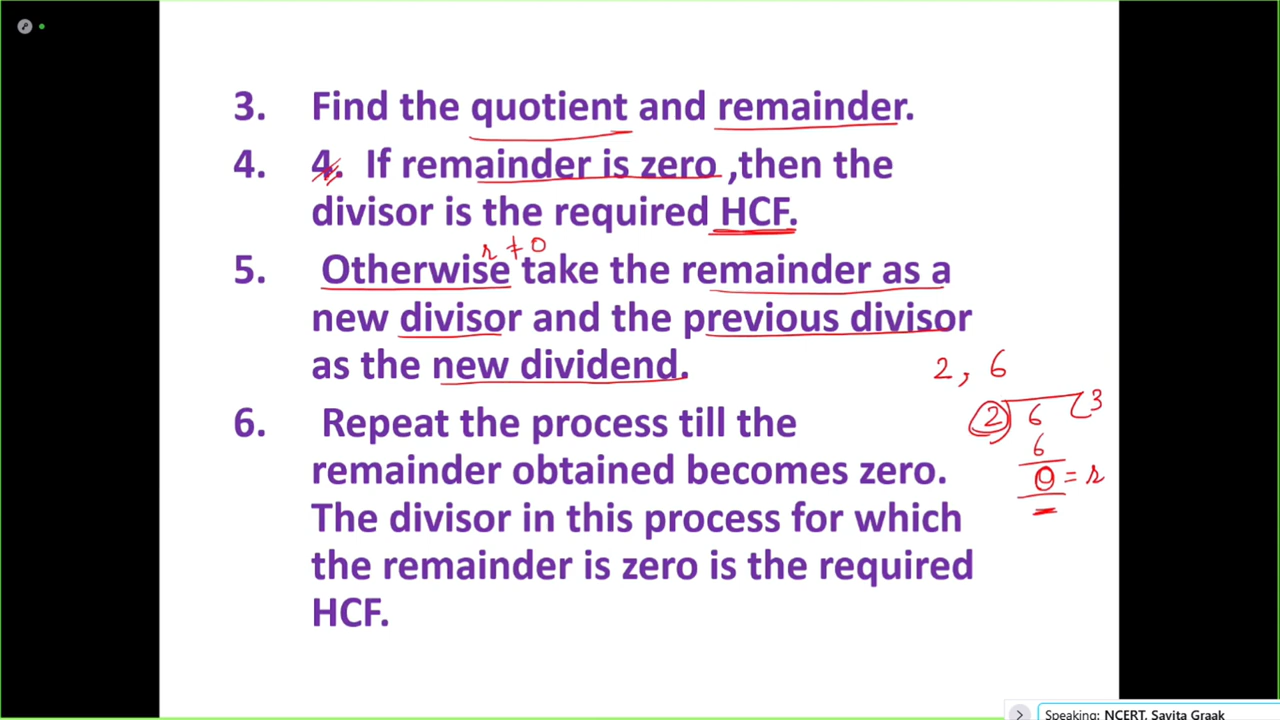 3. Find the quotient and remainder.
4. 4. If remainder is zero ,then the
divisor is the required HCF.
r ≠ 0
5. Otherwise take the remainder as a
new divisor and the previous divisor
as the new dividend.
2, 6
2) 6 (3
6
0 = r
6. Repeat the process till the
remainder obtained becomes zero.
The divisor in this process for which
the remainder is zero is the required
HCF.
Speaking: NCERT, Savita Graak